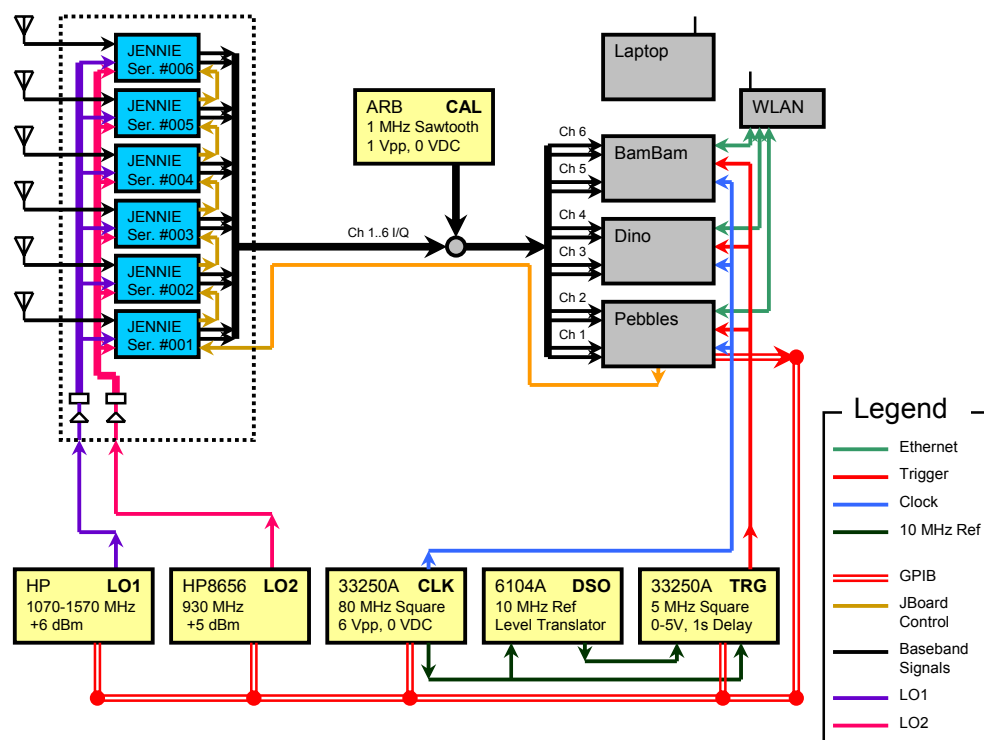 JENNIE
Ser. #006
JENNIE
Ser. #005
JENNIE
Ser. #004
JENNIE
Ser. #003
JENNIE
Ser. #002
JENNIE
Ser. #001
ARB CAL
1 MHz Sawtooth
1 Vpp, 0 VDC
Ch 1..6 I/Q
Laptop
WLAN
Ch 6
BamBam
Ch 5
Ch 4
Dino
Ch 3
Ch 2
Pebbles
Ch 1
HP LO1
1070-1570 MHz
+6 dBm
HP8656 LO2
930 MHz
+5 dBm
33250A CLK
80 MHz Square
6 Vpp, 0 VDC
6104A DSO
10 MHz Ref
Level Translator
33250A TRG
5 MHz Square
0-5V, 1s Delay
Legend
Ethernet
Trigger
Clock
10 MHz Ref
GPIB
JBoard
Control
Baseband
Signals
LO1
LO2